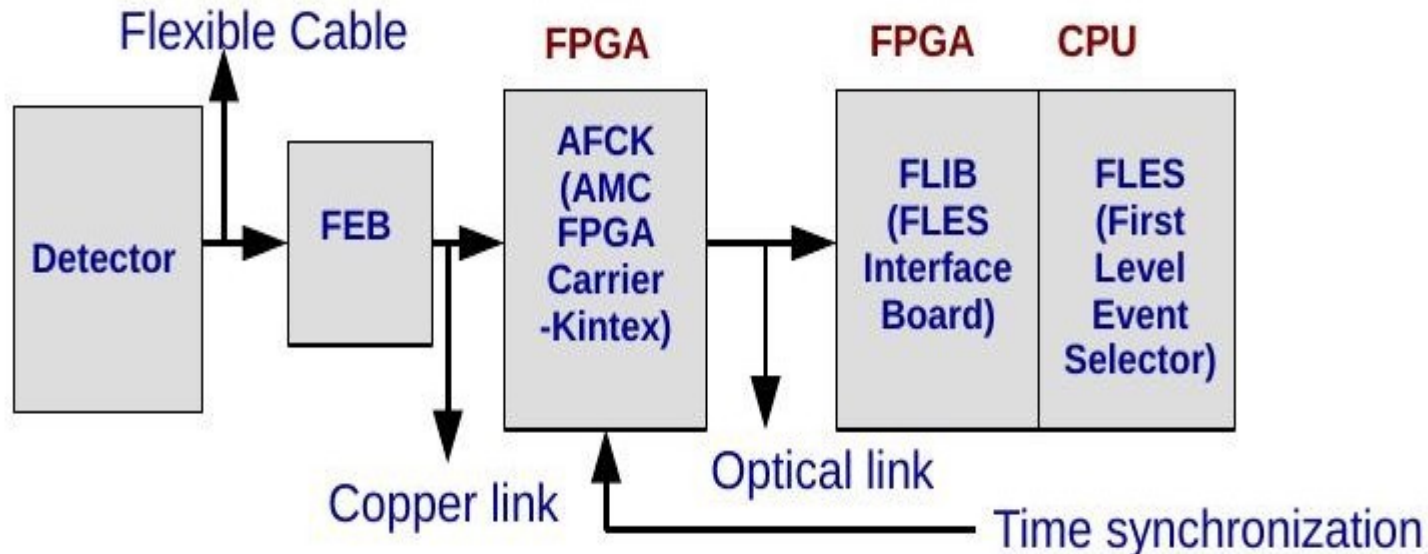 Flexible Cable
FPGA
FPGA
CPU
Detector
FEB
AFCK
(AMC
FPGA
Carrier
-Kintex)
FLIB
(FLES
Interface
Board)
FLES
(First
Level
Event
Selector)
Copper link
Optical link
Time synchronization